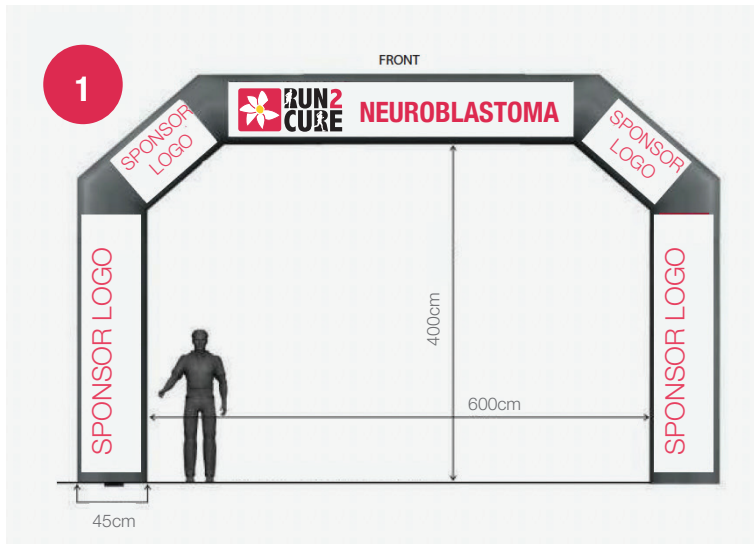 1
FRONT
RUN2
CURE
NEUROBLASTOMA
SPONSOR
LOGO
SPONSOR
LOGO
SPONSOR LOGO
SPONSOR LOGO
400cm
600cm
45cm